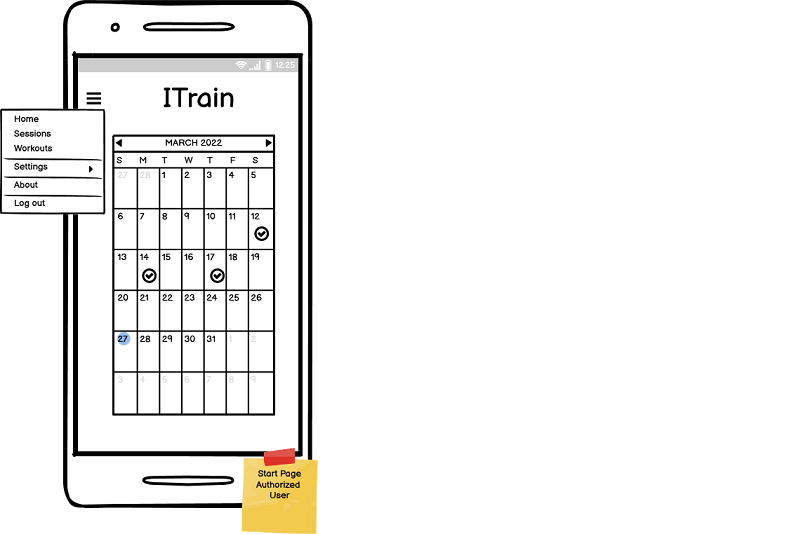 12:25
ITrain
Home
Sessions
Workouts
Settings
About
Log out
MARCH 2022
S M T W T F S
27 28 1 2 3 4 5
6 7 8 9 10 11 12
13 14 15 16 17 18 19
20 21 22 23 24 25 26
27 28 29 30 31 1 2
3 4 5 6 7 8 9
Start Page
Authorized
User